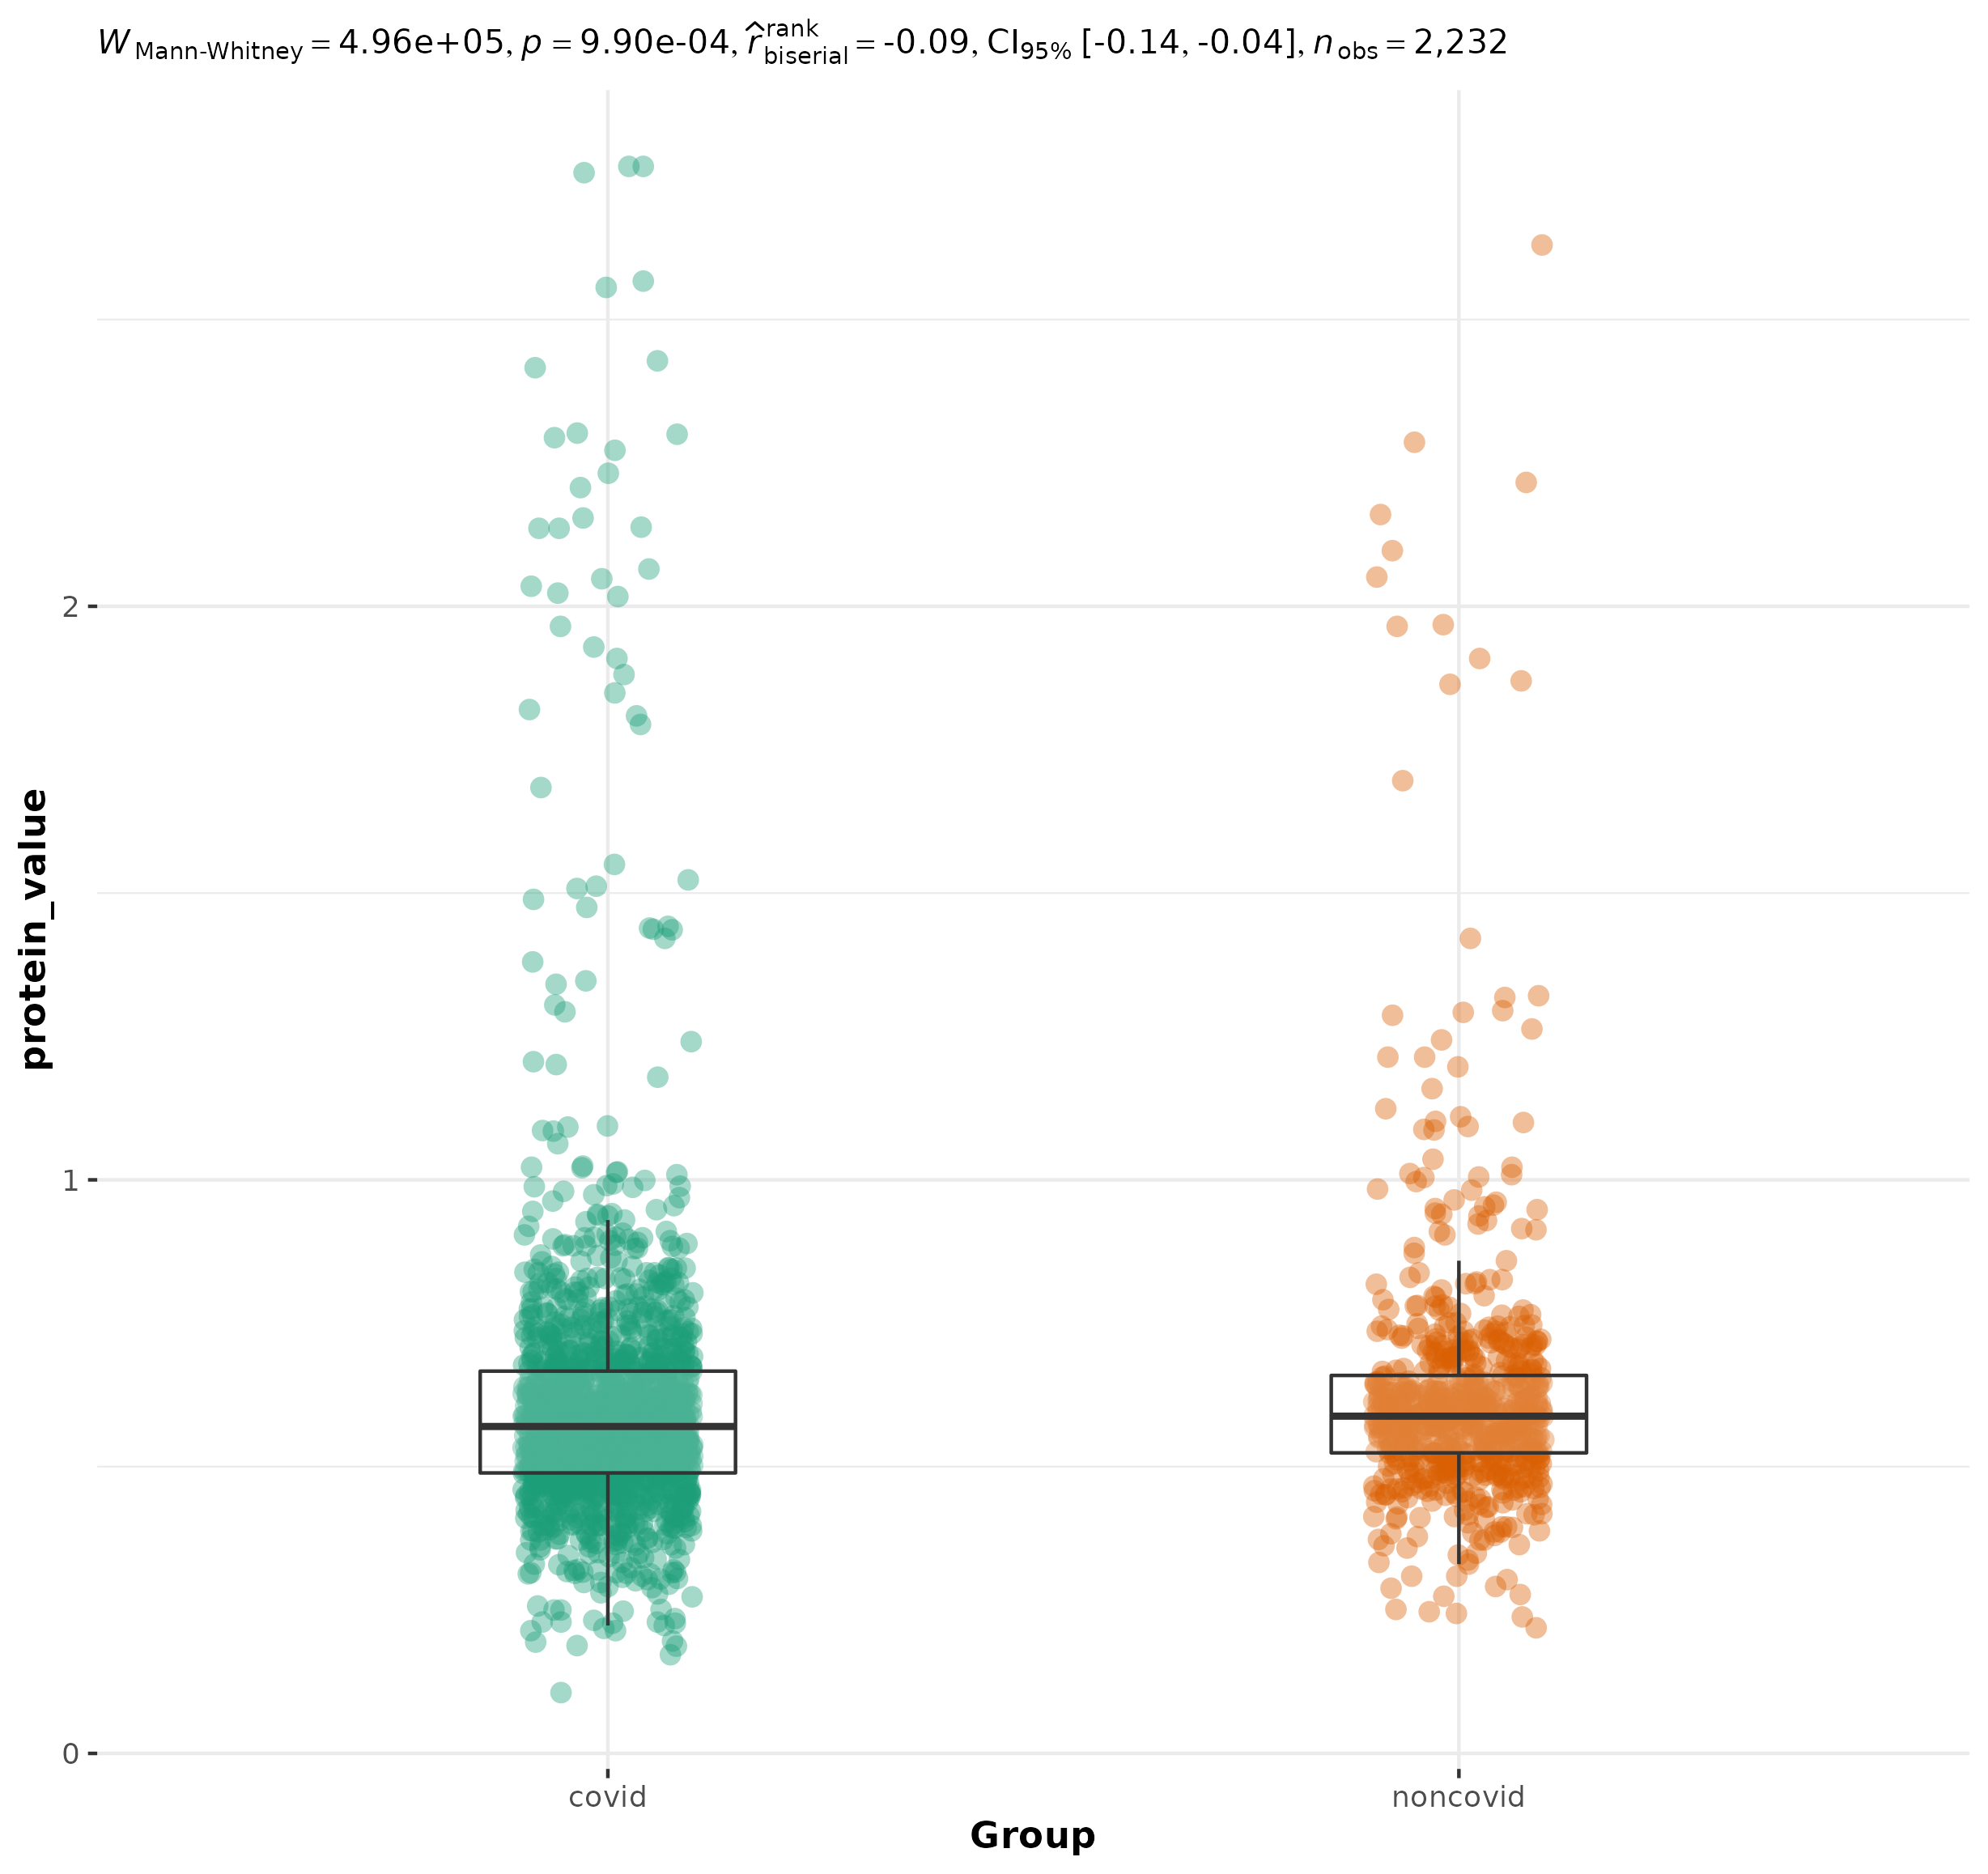 W Mann-Whitney = 4.96e+05, p = 9.90e-04, r̂ rank biserial = -0.09, CI95% [-0.14, -0.04], n obs = 2,232
protein_value
2
1
0
covid noncovid
Group